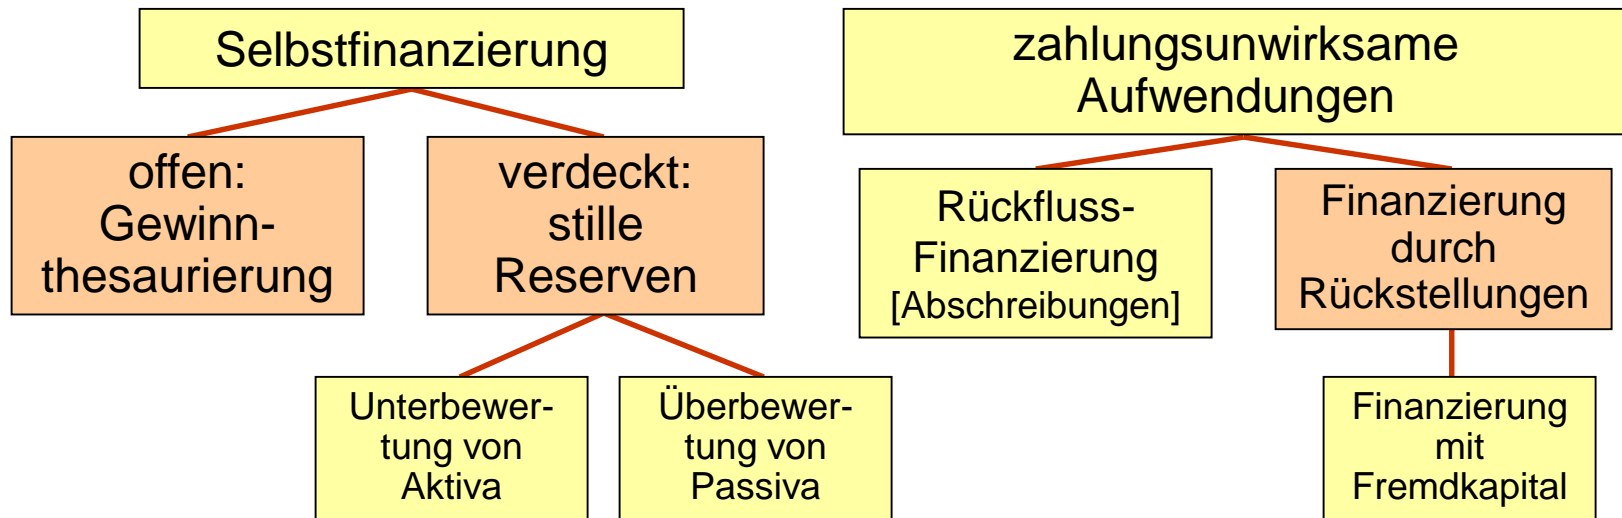 Selbstfinanzierung
zahlungsunwirksame
Aufwendungen
offen:
Gewinn-
thesaurierung
verdeckt:
stille
Reserven
Rückfluss-
Finanzierung
[Abschreibungen]
Finanzierung
durch
Rückstellungen
Unterbewer-
tung von
Aktiva
Überbewer-
tung von
Passiva
Finanzierung
mit
Fremdkapital